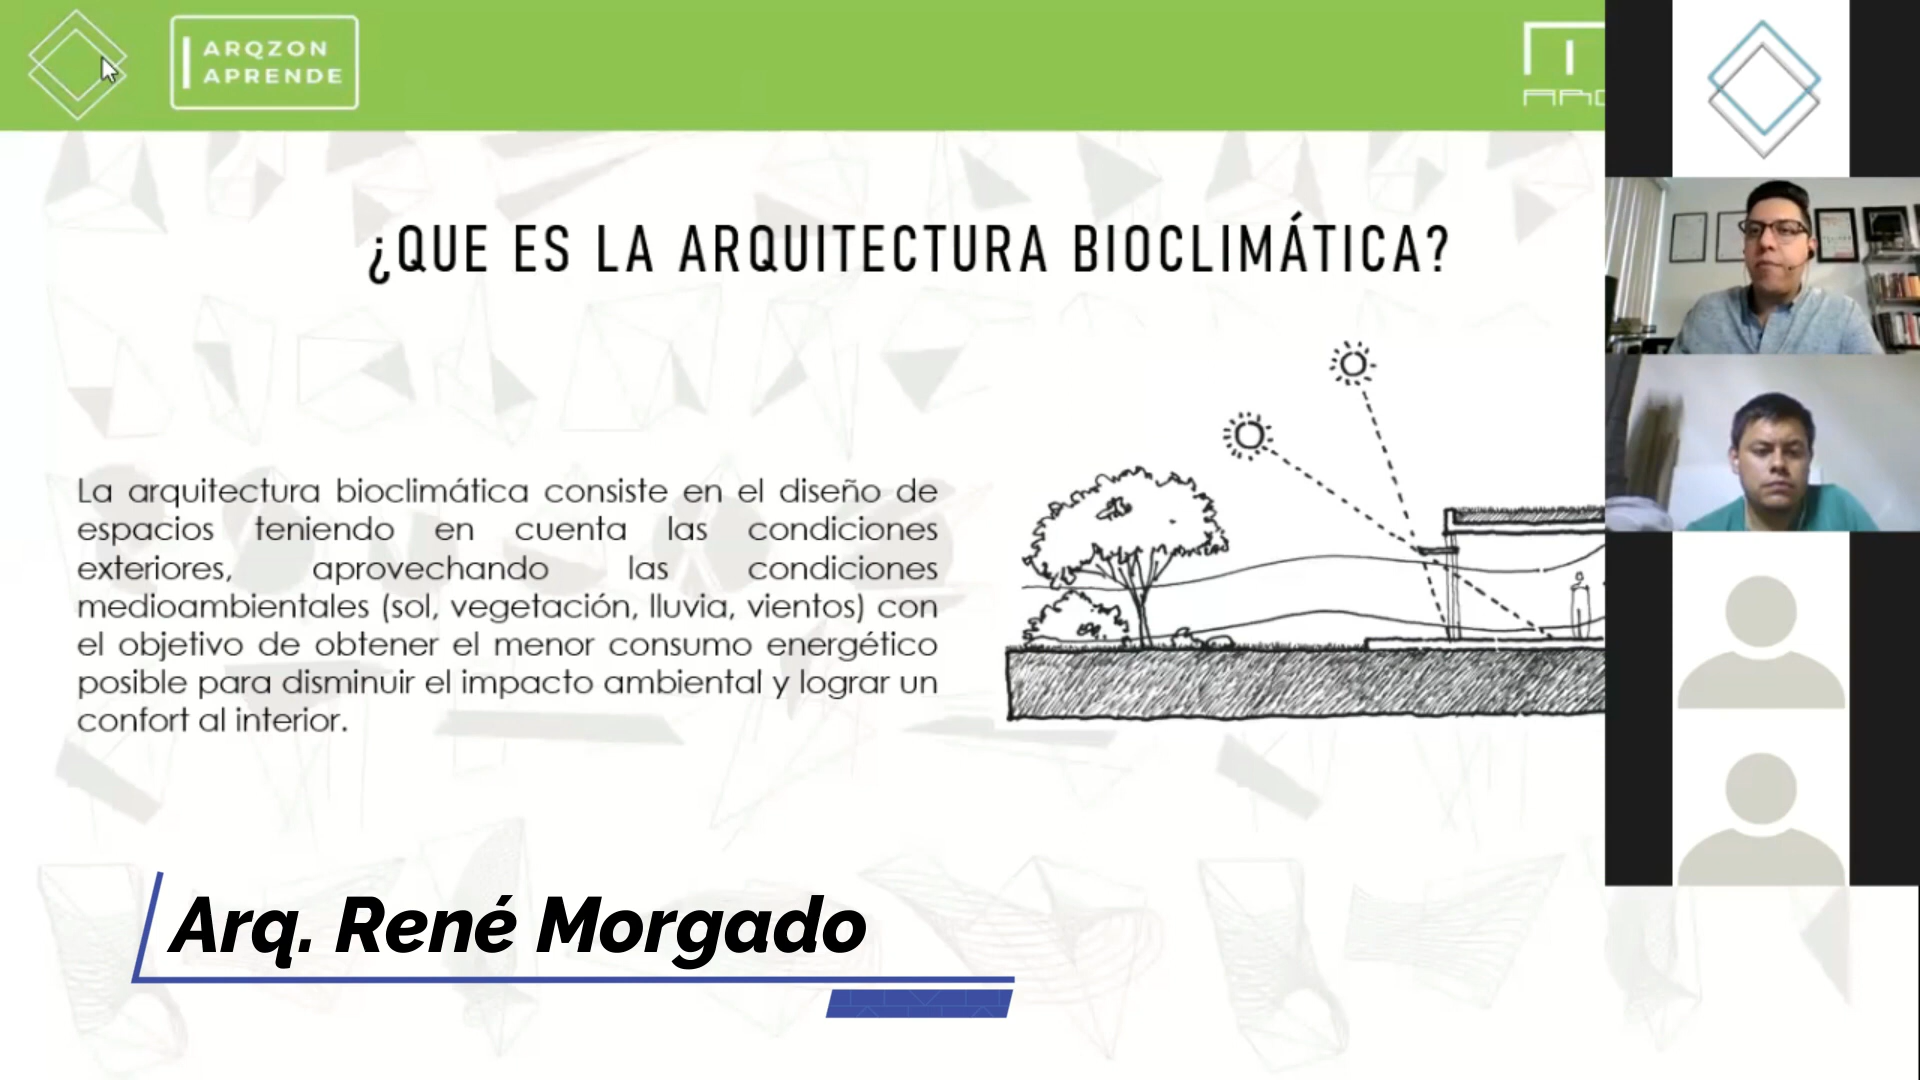 ARQZON
APRENDE
¿QUE ES LA ARQUITECTURA BIOCLIMÁTICA?
La arquitectura bioclimática consiste en el diseño de
espacios teniendo en cuenta las condiciones
exteriores, aprovechando las condiciones
medioambientales (sol, vegetación, lluvia, vientos) con
el objetivo de obtener el menor consumo energético
posible para disminuir el impacto ambiental y lograr un
confort al interior.
Arq. René Morgado